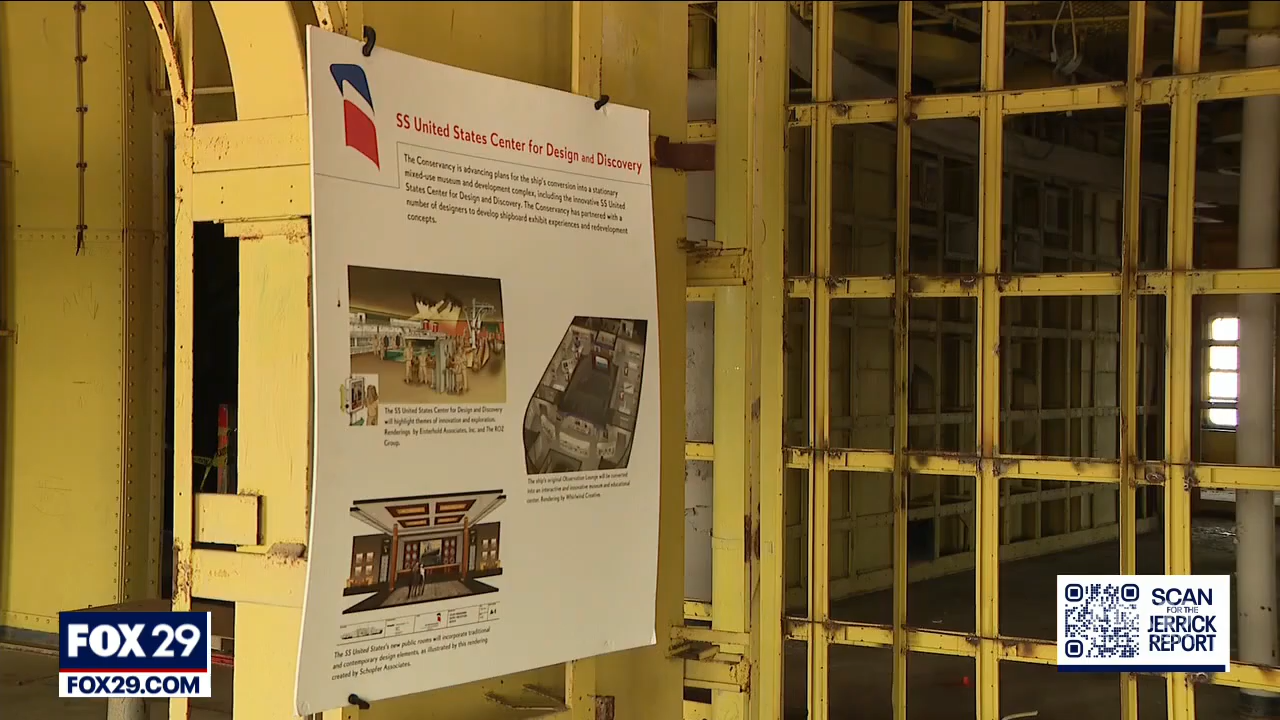 SS United States Center for Design and Discovery
The Conservancy is advancing plans for the ship's conversion into a stationary
mixed-use museum and development complex, including the innovative SS United
States Center for Design and Discovery. The Conservancy has partnered with a
number of designers to develop shipboard exhibit experiences and redevelopment
concepts.
The SS United States Center for Design and Discovery
will highlight themes of innovation and exploration.
Renderings by Eisterhold Associates, Inc. and The ROZ
Group.
The ship's original Observation Lounge will be converted
into an interactive and innovative museum and educational
center. Rendering by Whirlwind Creative.
The SS United States's new public rooms will incorporate traditional
and contemporary design elements, as illustrated by this rendering
created by Schopfer Associates.
FOX 29
FOX29.COM
SCAN
FOR THE
JERRICK
REPORT